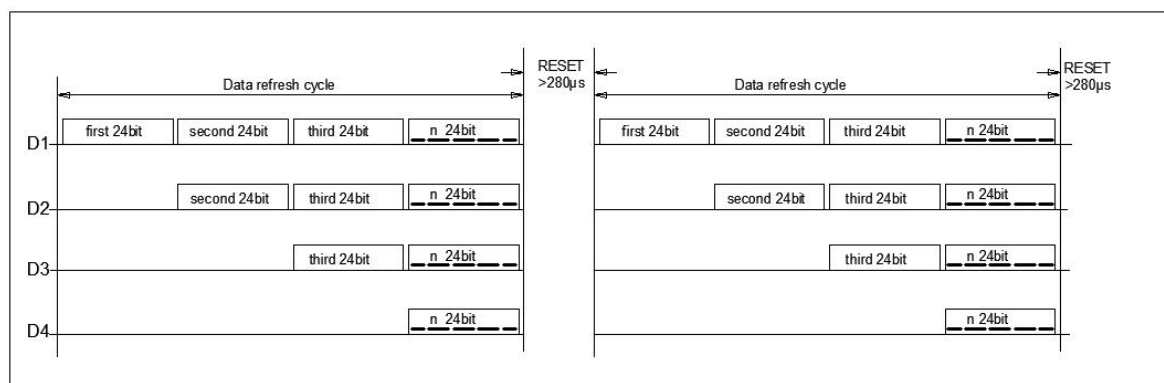 RESET RESET
>280µs >280µs
Data refresh cycle Data refresh cycle
D1 first 24bit second 24bit third 24bit n 24bit first 24bit second 24bit third 24bit n 24bit
D2 second 24bit third 24bit n 24bit second 24bit third 24bit n 24bit
D3 third 24bit n 24bit third 24bit n 24bit
D4 n 24bit n 24bit